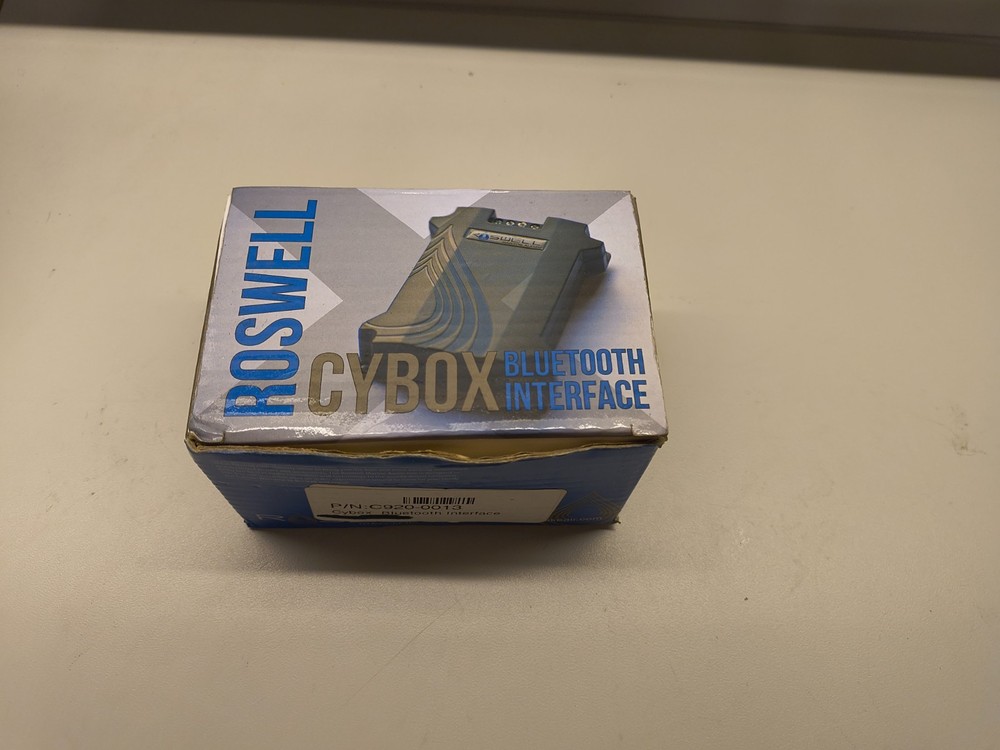 ROSWELL
CYBOX
BLUETOOTH
INTERFACE
P/N:C920-0013
Cybox Bluetooth Interface